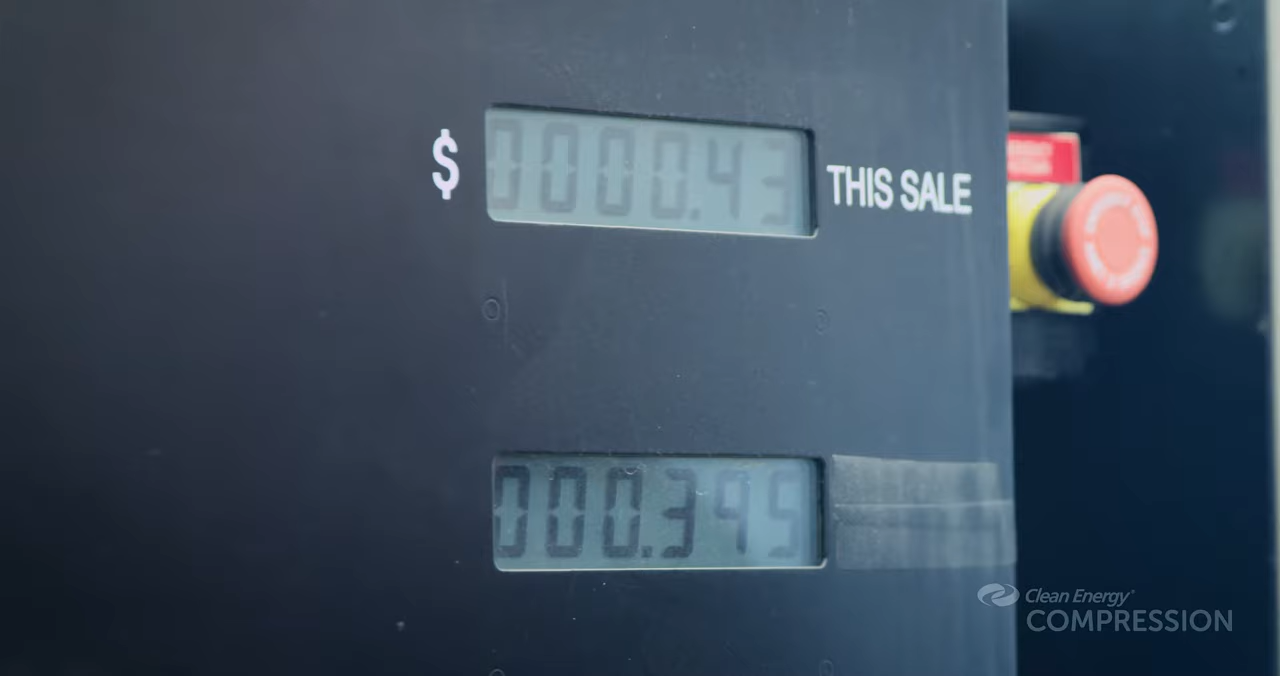 $ 0000.43 THIS SALE
000.395
Clean Energy
COMPRESSION